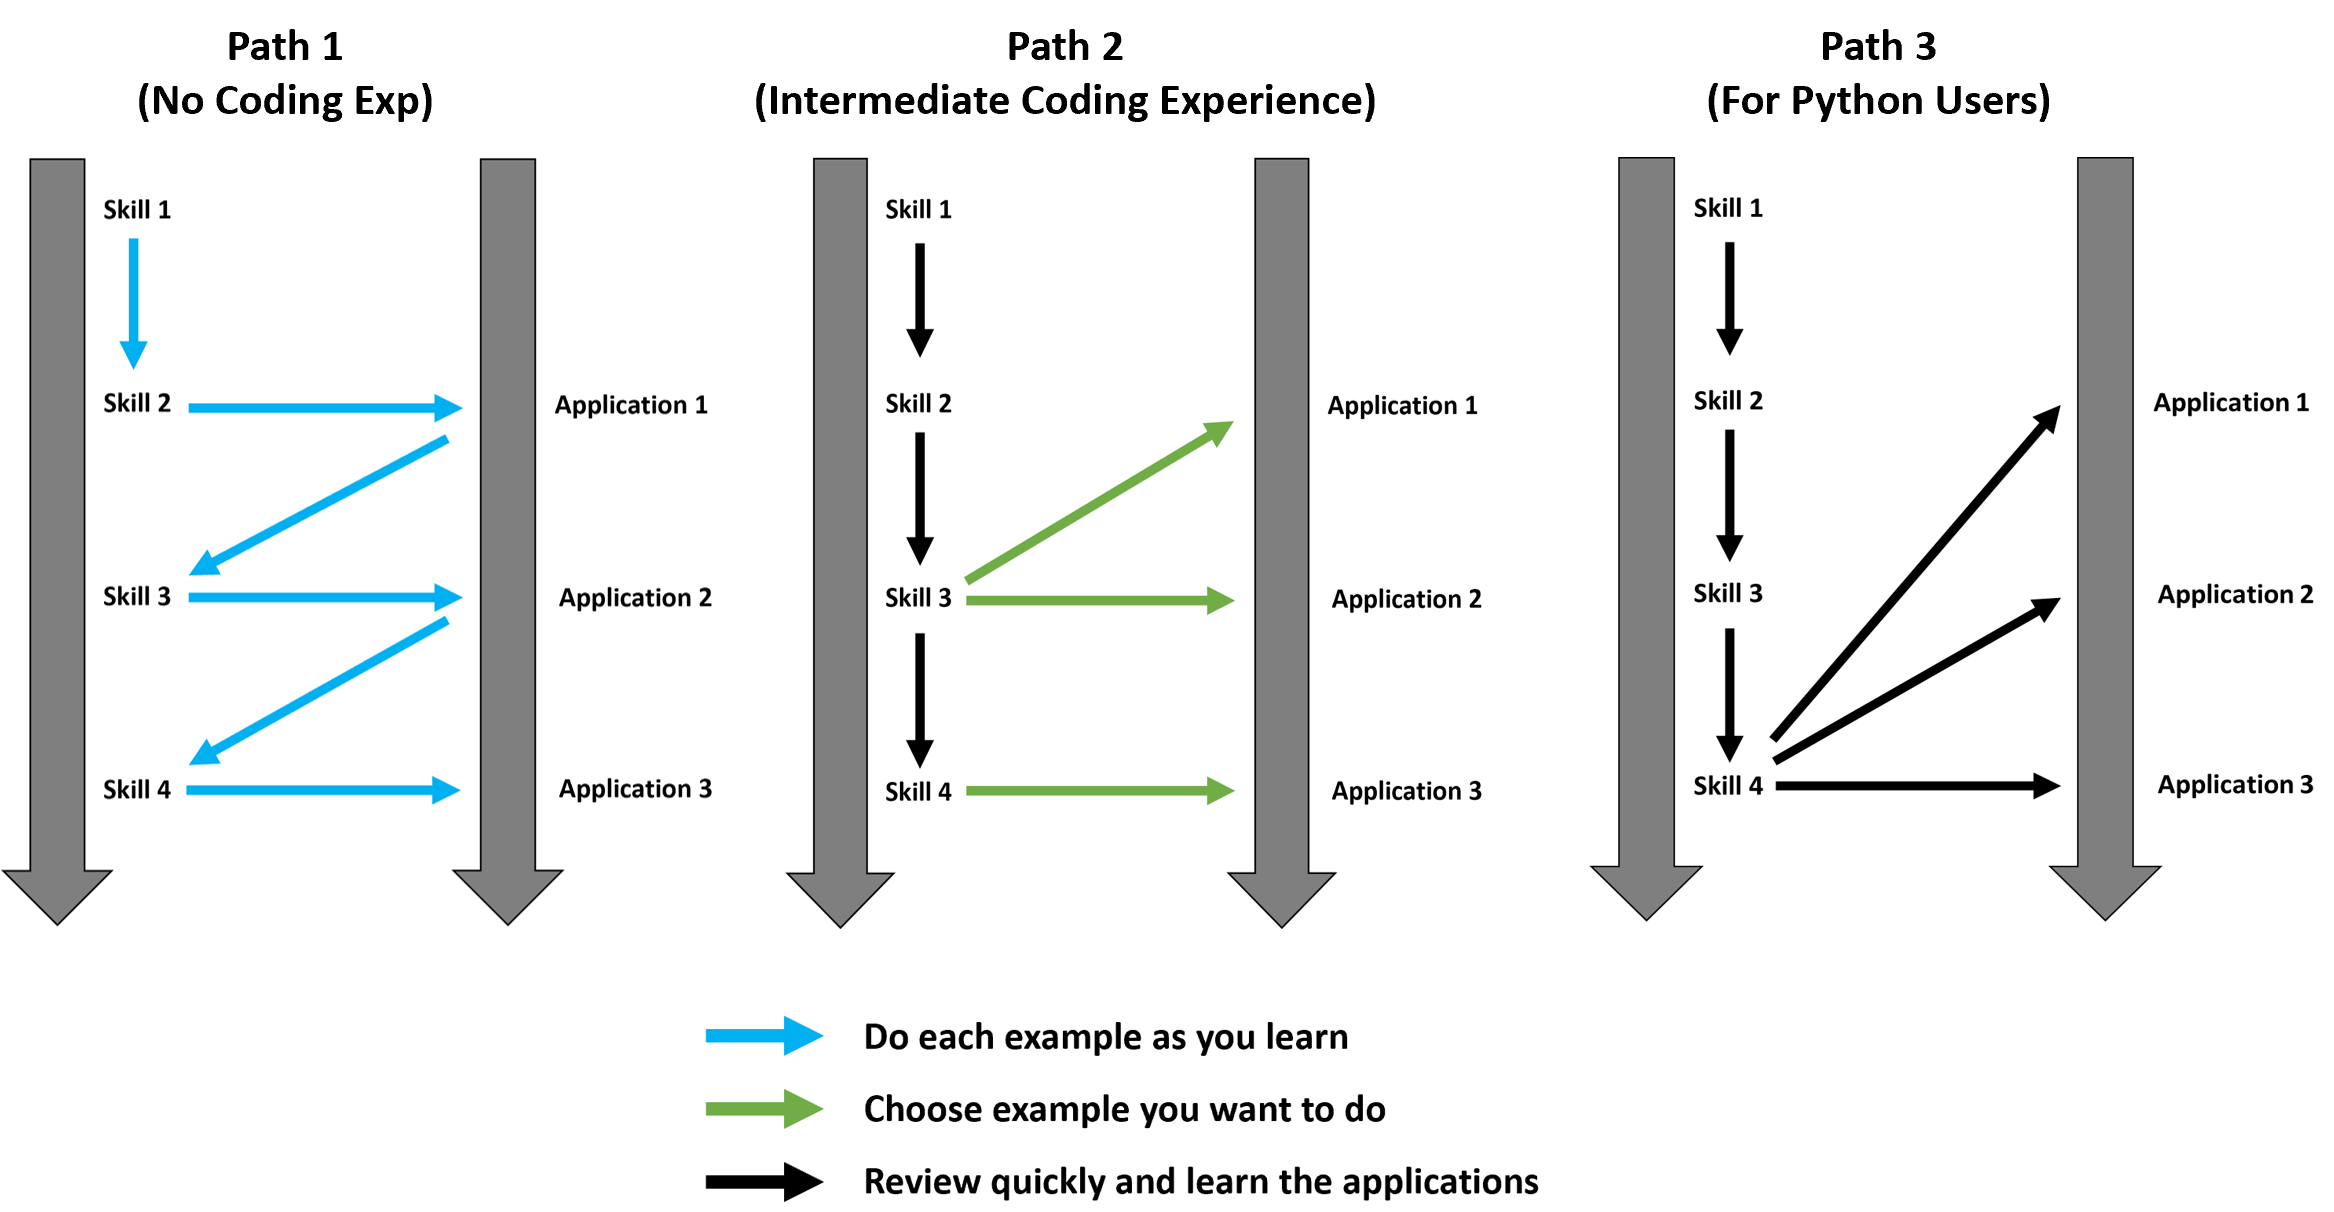 Path 1
(No Coding Exp)
Skill 1
Skill 2
Application 1
Skill 3
Application 2
Skill 4
Application 3
Path 2
(Intermediate Coding Experience)
Skill 1
Skill 2
Application 1
Skill 3
Application 2
Skill 4
Application 3
Path 3
(For Python Users)
Skill 1
Skill 2
Application 1
Skill 3
Application 2
Skill 4
Application 3
Do each example as you learn
Choose example you want to do
Review quickly and learn the applications